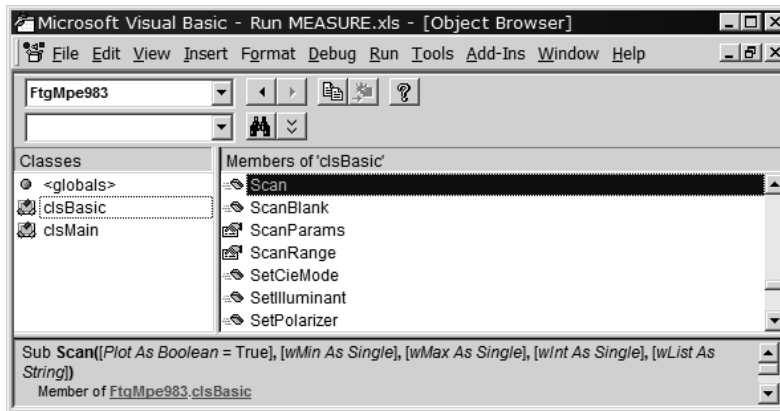 Microsoft Visual Basic - Run MEASURE.xls - [Object Browser]
File Edit View Insert Format Debug Run Tools Add-Ins Window Help
FtgMpe983
Classes
<globals>
clsBasic
clsMain
Members of 'clsBasic'
Scan
ScanBlank
ScanParams
ScanRange
SetCieMode
SetIlluminant
SetPolarizer
Sub Scan([Plot As Boolean = True], [wMin As Single], [wMax As Single], [wInt As Single], [wList As
String])
Member of FtgMpe983.clsBasic